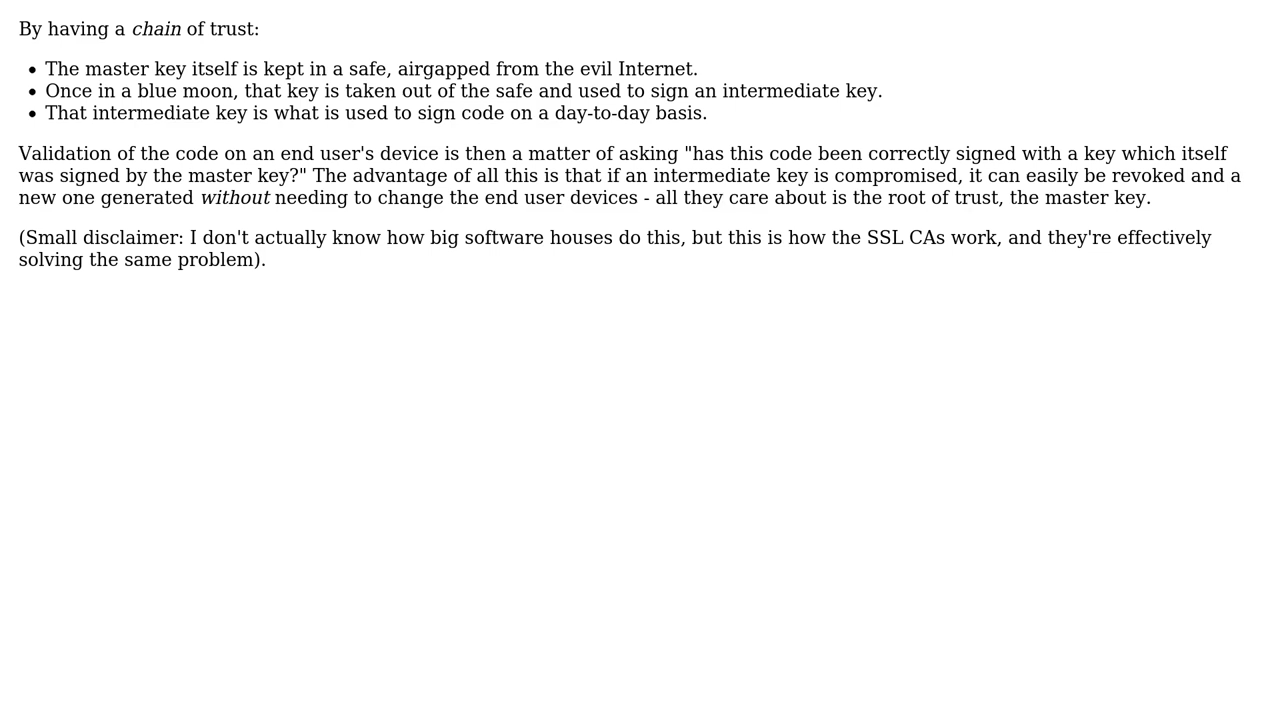 By having a chain of trust:
• The master key itself is kept in a safe, airgapped from the evil Internet.
• Once in a blue moon, that key is taken out of the safe and used to sign an intermediate key.
• That intermediate key is what is used to sign code on a day-to-day basis.
Validation of the code on an end user's device is then a matter of asking "has this code been correctly signed with a key which itself
was signed by the master key?" The advantage of all this is that if an intermediate key is compromised, it can easily be revoked and a
new one generated without needing to change the end user devices - all they care about is the root of trust, the master key.
(Small disclaimer: I don't actually know how big software houses do this, but this is how the SSL CAs work, and they're effectively
solving the same problem).